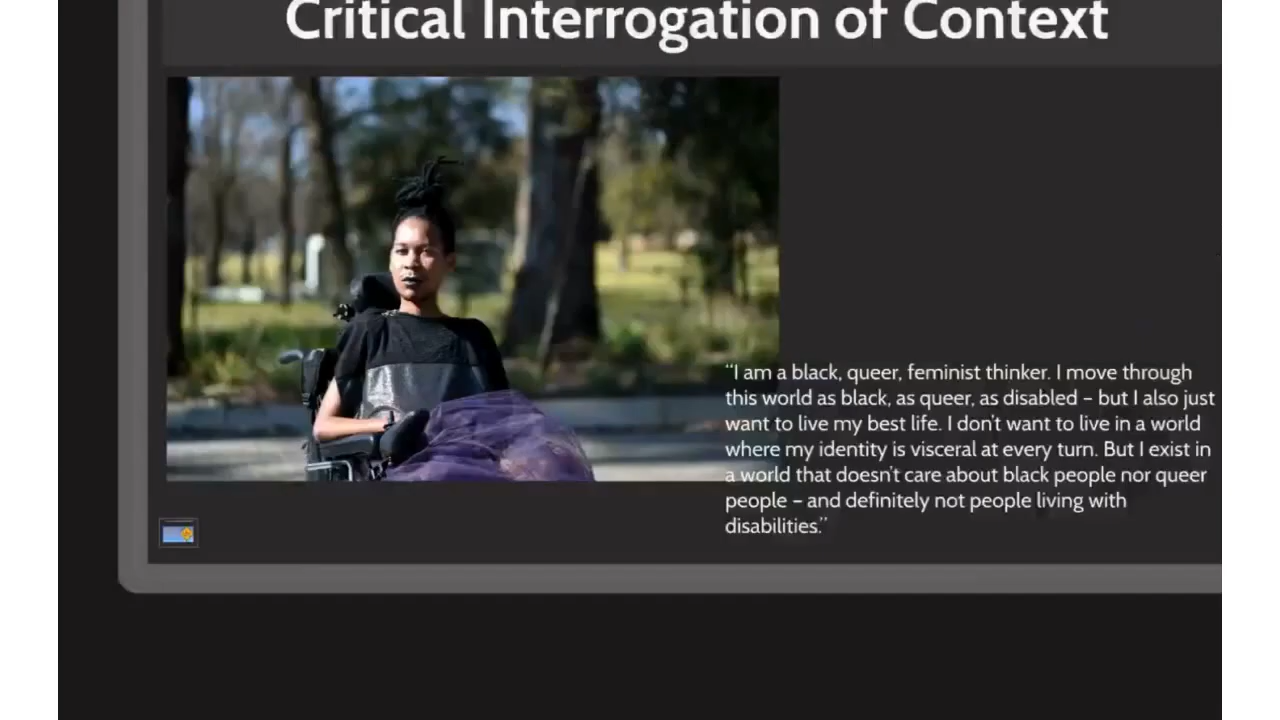 Critical Interrogation of Context
“I am a black, queer, feminist thinker. I move through
this world as black, as queer, as disabled – but I also just
want to live my best life. I don’t want to live in a world
where my identity is visceral at every turn. But I exist in
a world that doesn’t care about black people nor queer
people – and definitely not people living with
disabilities.”